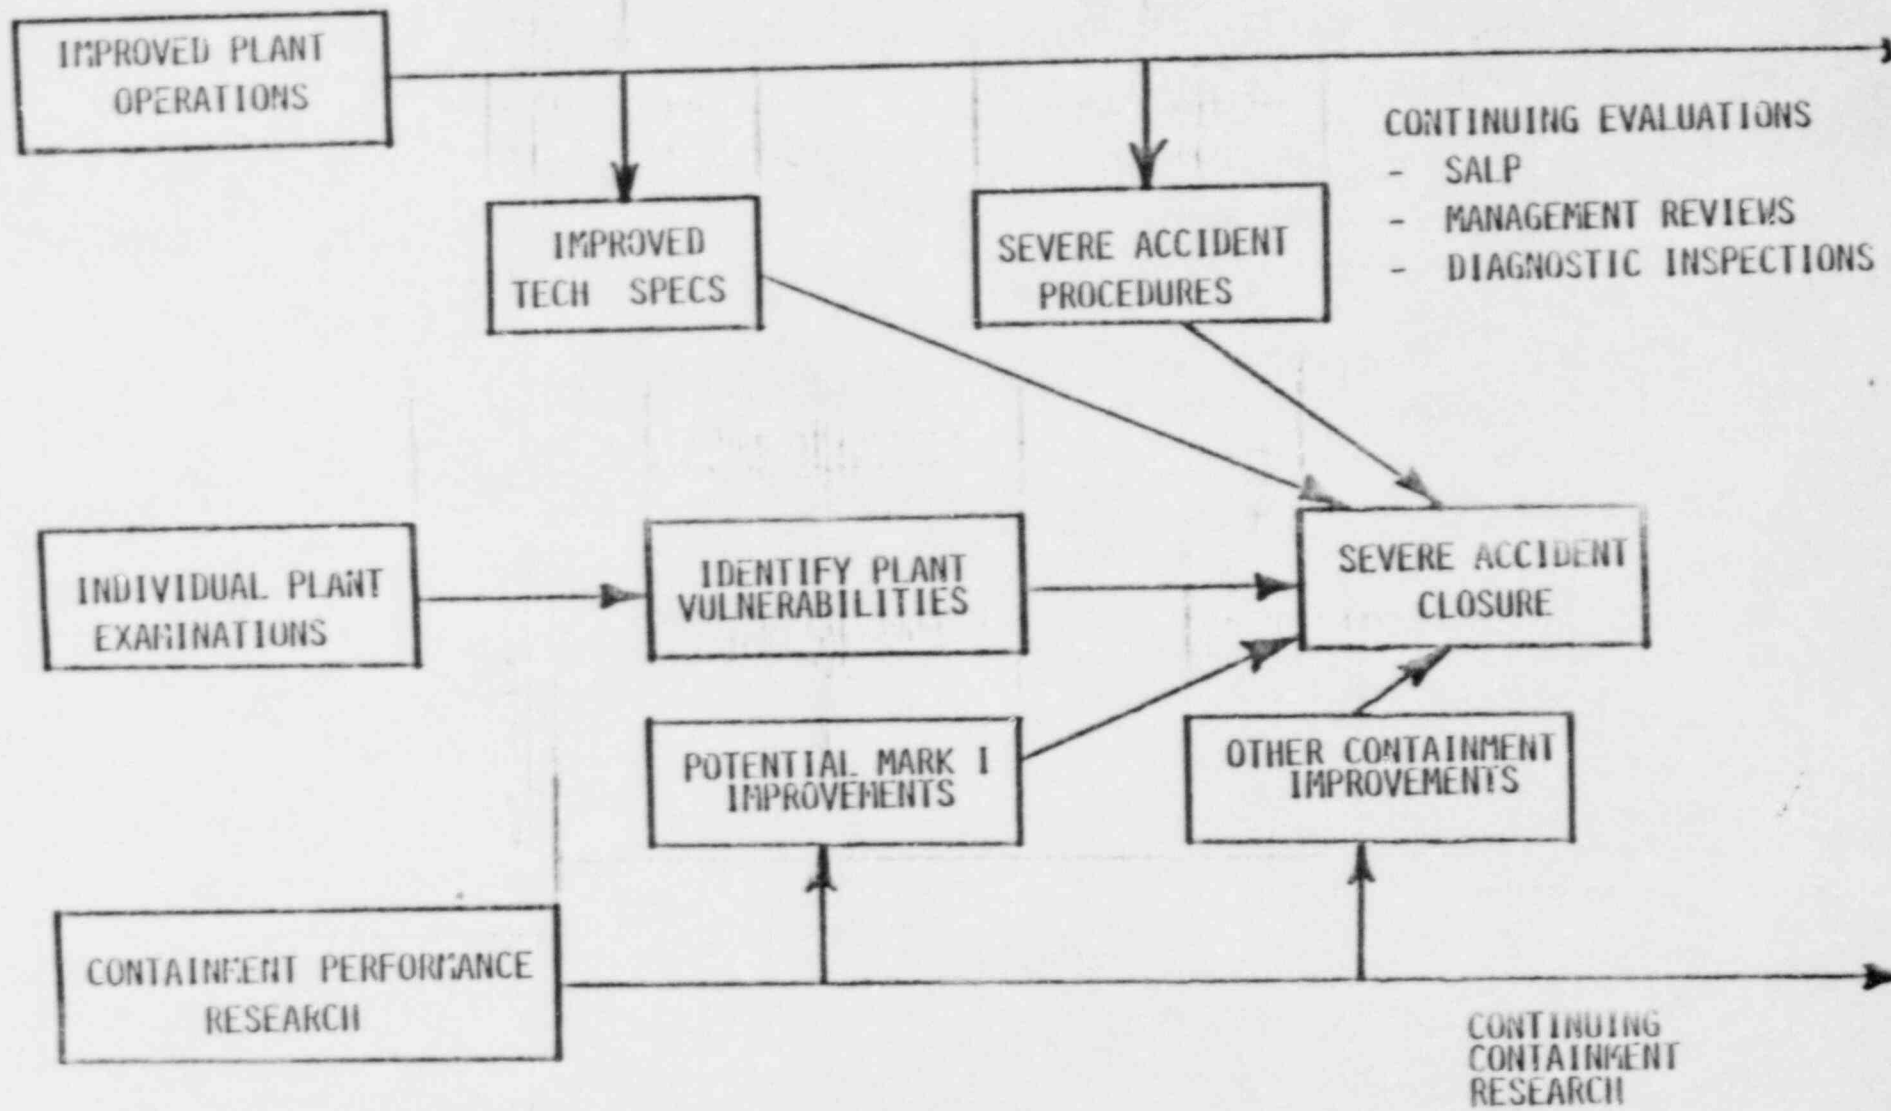 IMPROVED PLANT
OPERATIONS
CONTINUING EVALUATIONS
- SALP
- MANAGEMENT REVIEWS
- DIAGNOSTIC INSPECTIONS
IMPROVED
TECH SPECS
SEVERE ACCIDENT
PROCEDURES
INDIVIDUAL PLANT
EXAMINATIONS
IDENTIFY PLANT
VULNERABILITIES
SEVERE ACCIDENT
CLOSURE
POTENTIAL MARK I
IMPROVEMENTS
OTHER CONTAINMENT
IMPROVEMENTS
CONTAINMENT PERFORMANCE
RESEARCH
CONTINUING
CONTAINMENT
RESEARCH